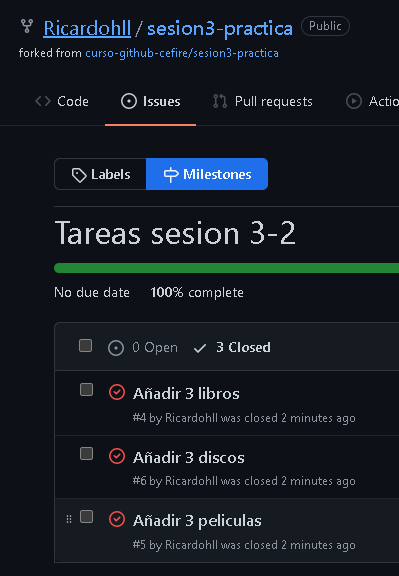 Ricardohll / sesion3-practica Public
forked from curso-github-cefire/sesion3-practica
Code Issues Pull requests Actio
Labels Milestones
Tareas sesion 3-2
No due date 100% complete
0 Open 3 Closed
Añadir 3 libros
#4 by Ricardohll was closed 2 minutes ago
Añadir 3 discos
#6 by Ricardohll was closed 2 minutes ago
Añadir 3 peliculas
#5 by Ricardohll was closed 2 minutes ago